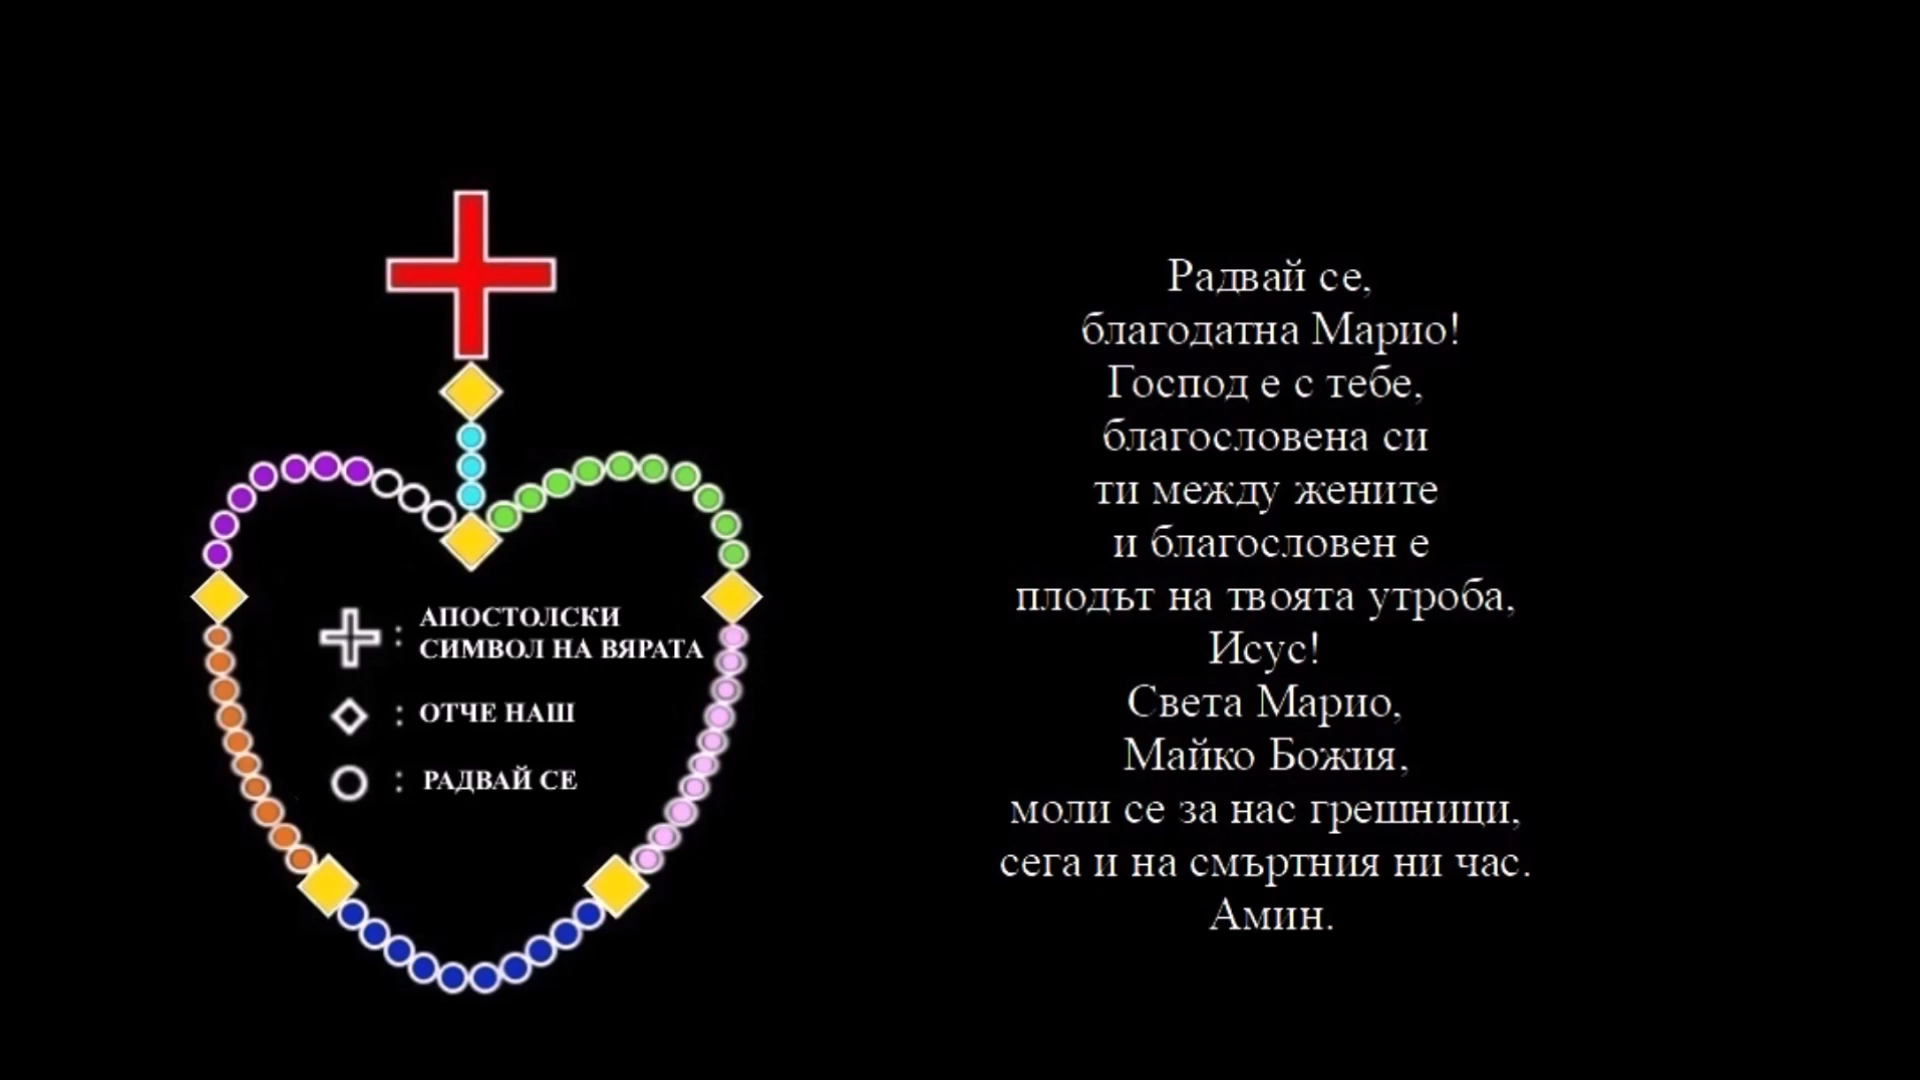 АПОСТОЛСКИ
СИМВОЛ НА ВЯРАТА
ОТЧЕ НАШ
РАДВАЙ СЕ
Радвай се,
благодатна Марио!
Господ е с тебе,
благословена си
ти между жените
и благословен е
плодът на твоята утроба,
Исус!
Света Марио,
Майко Божия,
моли се за нас грешници,
сега и на смъртния ни час.
Амин.